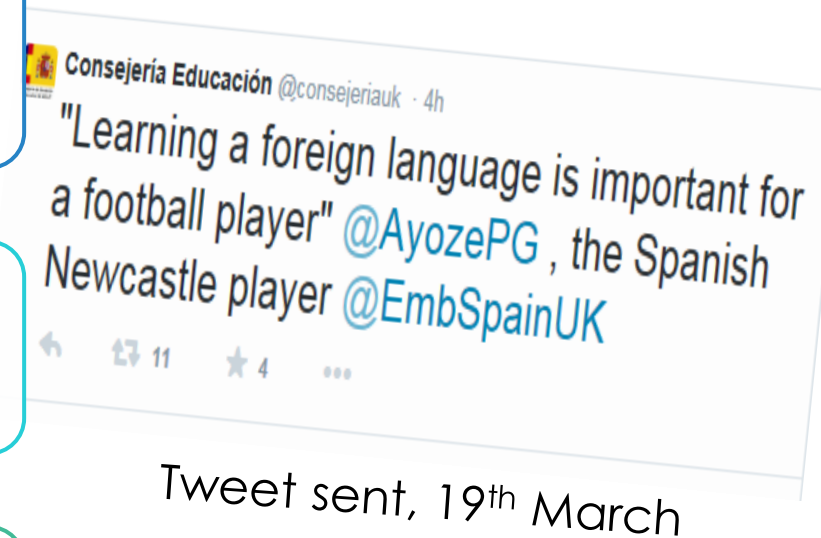 Consejería Educación @consejeriauk · 4h
"Learning a foreign language is important for
a football player" @AyozePG , the Spanish
Newcastle player @EmbSpainUK
11 4
Tweet sent, 19th March